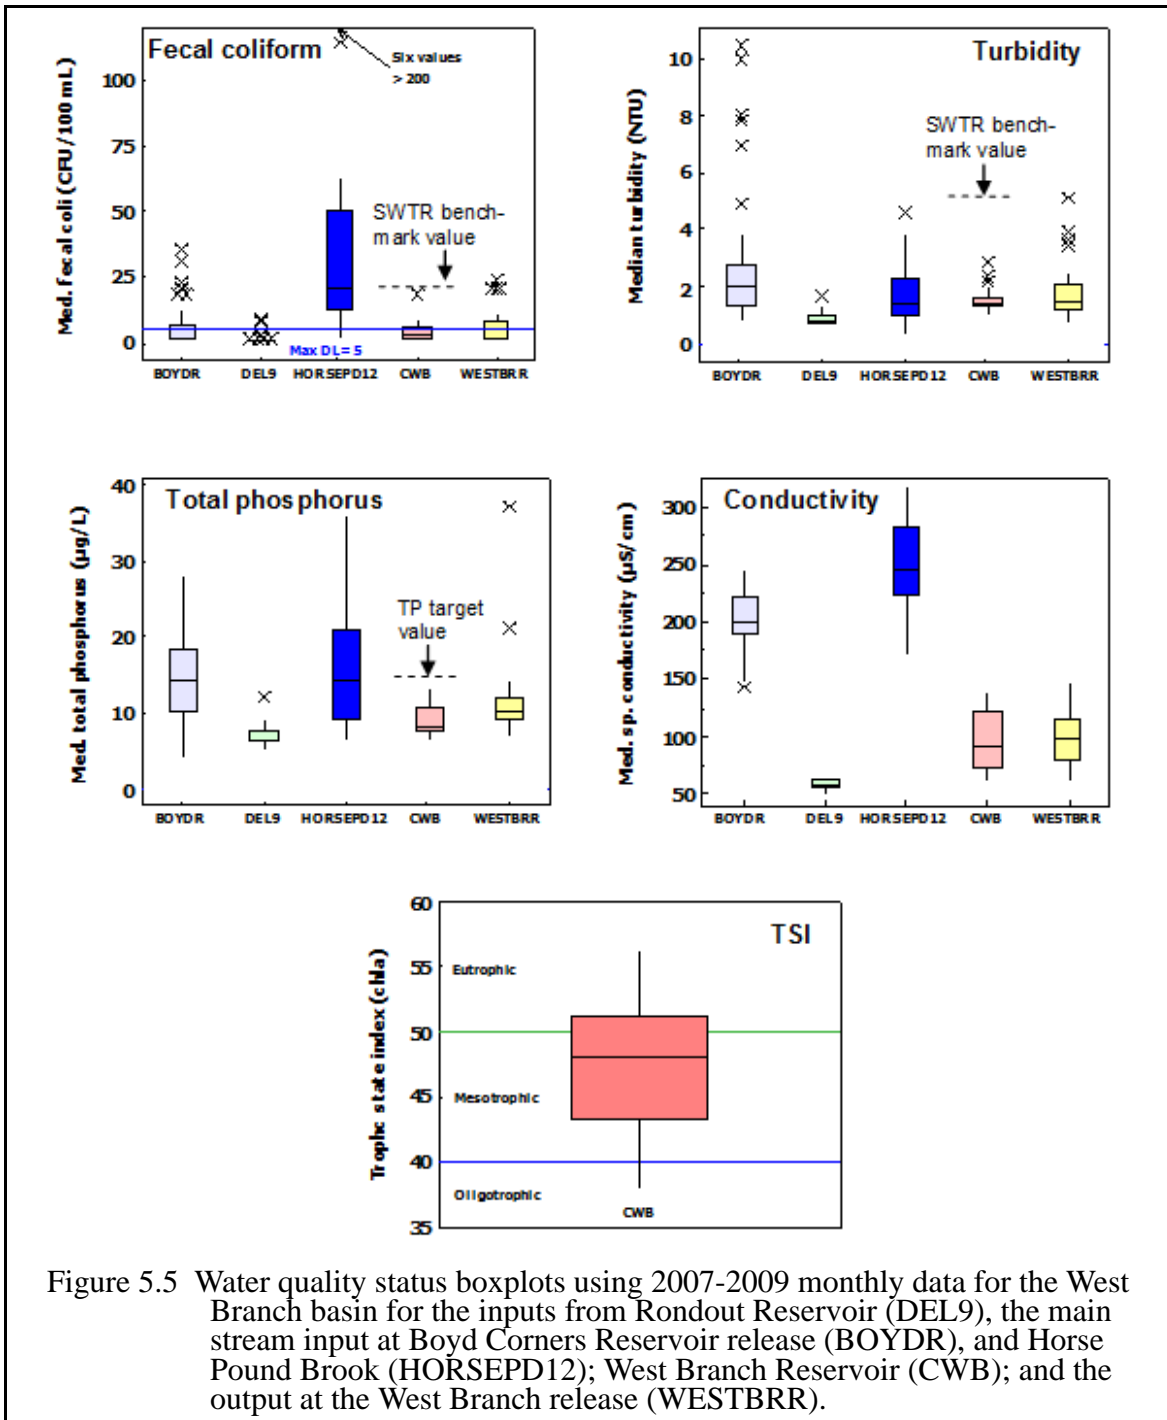 Fecal coliform
Six values
> 200
Med. fecal coli (CFU/100 mL)
100
75
50
25
0
SWTR bench-
mark value
Max DL= 5
BOYDR DEL9 HORSEPD12 CWB WESTBRR
Turbidity
Median turbidity (NTU)
10
8
6
4
2
0
SWTR bench-
mark value
BOYDR DEL9 HORSEPD12 CWB WESTBRR
Total phosphorus
Med. total phosphorus (µg/L)
40
30
20
10
0
TP target
value
BOYDR DEL9 HORSEPD12 CWB WESTBRR
Conductivity
Med. sp. conductivity (µS/cm)
300
250
200
150
100
50
BOYDR DEL9 HORSEPD12 CWB WESTBRR
TSI
Trophc state index (chla)
60
55
50
45
40
35
Eutrophic
Mesotrophic
Oligotrophic
CWB
Figure 5.5 Water quality status boxplots using 2007-2009 monthly data for the West
Branch basin for the inputs from Rondout Reservoir (DEL9), the main
stream input at Boyd Corners Reservoir release (BOYDR), and Horse
Pound Brook (HORSEPD12); West Branch Reservoir (CWB); and the
output at the West Branch release (WESTBRR).